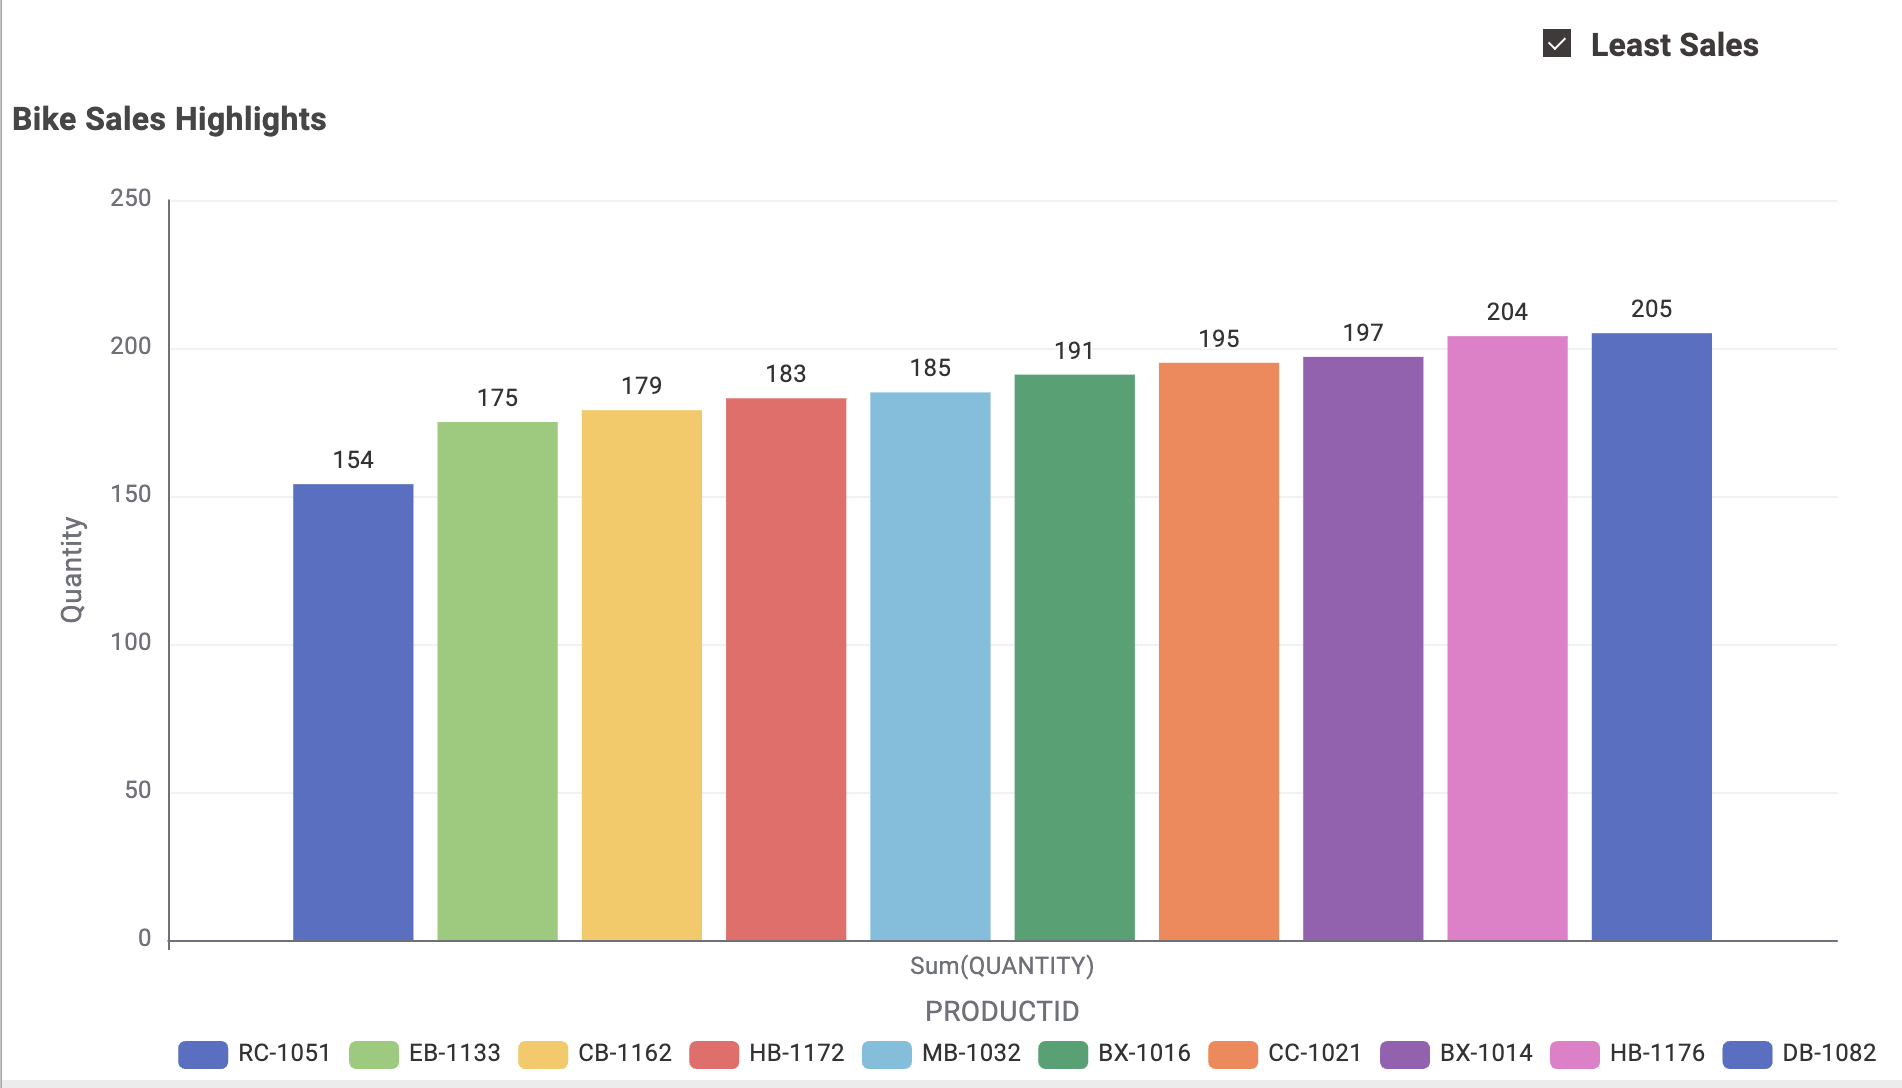 Least Sales
Bike Sales Highlights
250
200
150
100
50
0
Quantity
154
175
179
183
185
191
195
197
204
205
Sum(QUANTITY)
PRODUCTID
RC-1051 EB-1133 CB-1162 HB-1172 MB-1032 BX-1016 CC-1021 BX-1014 HB-1176 DB-1082